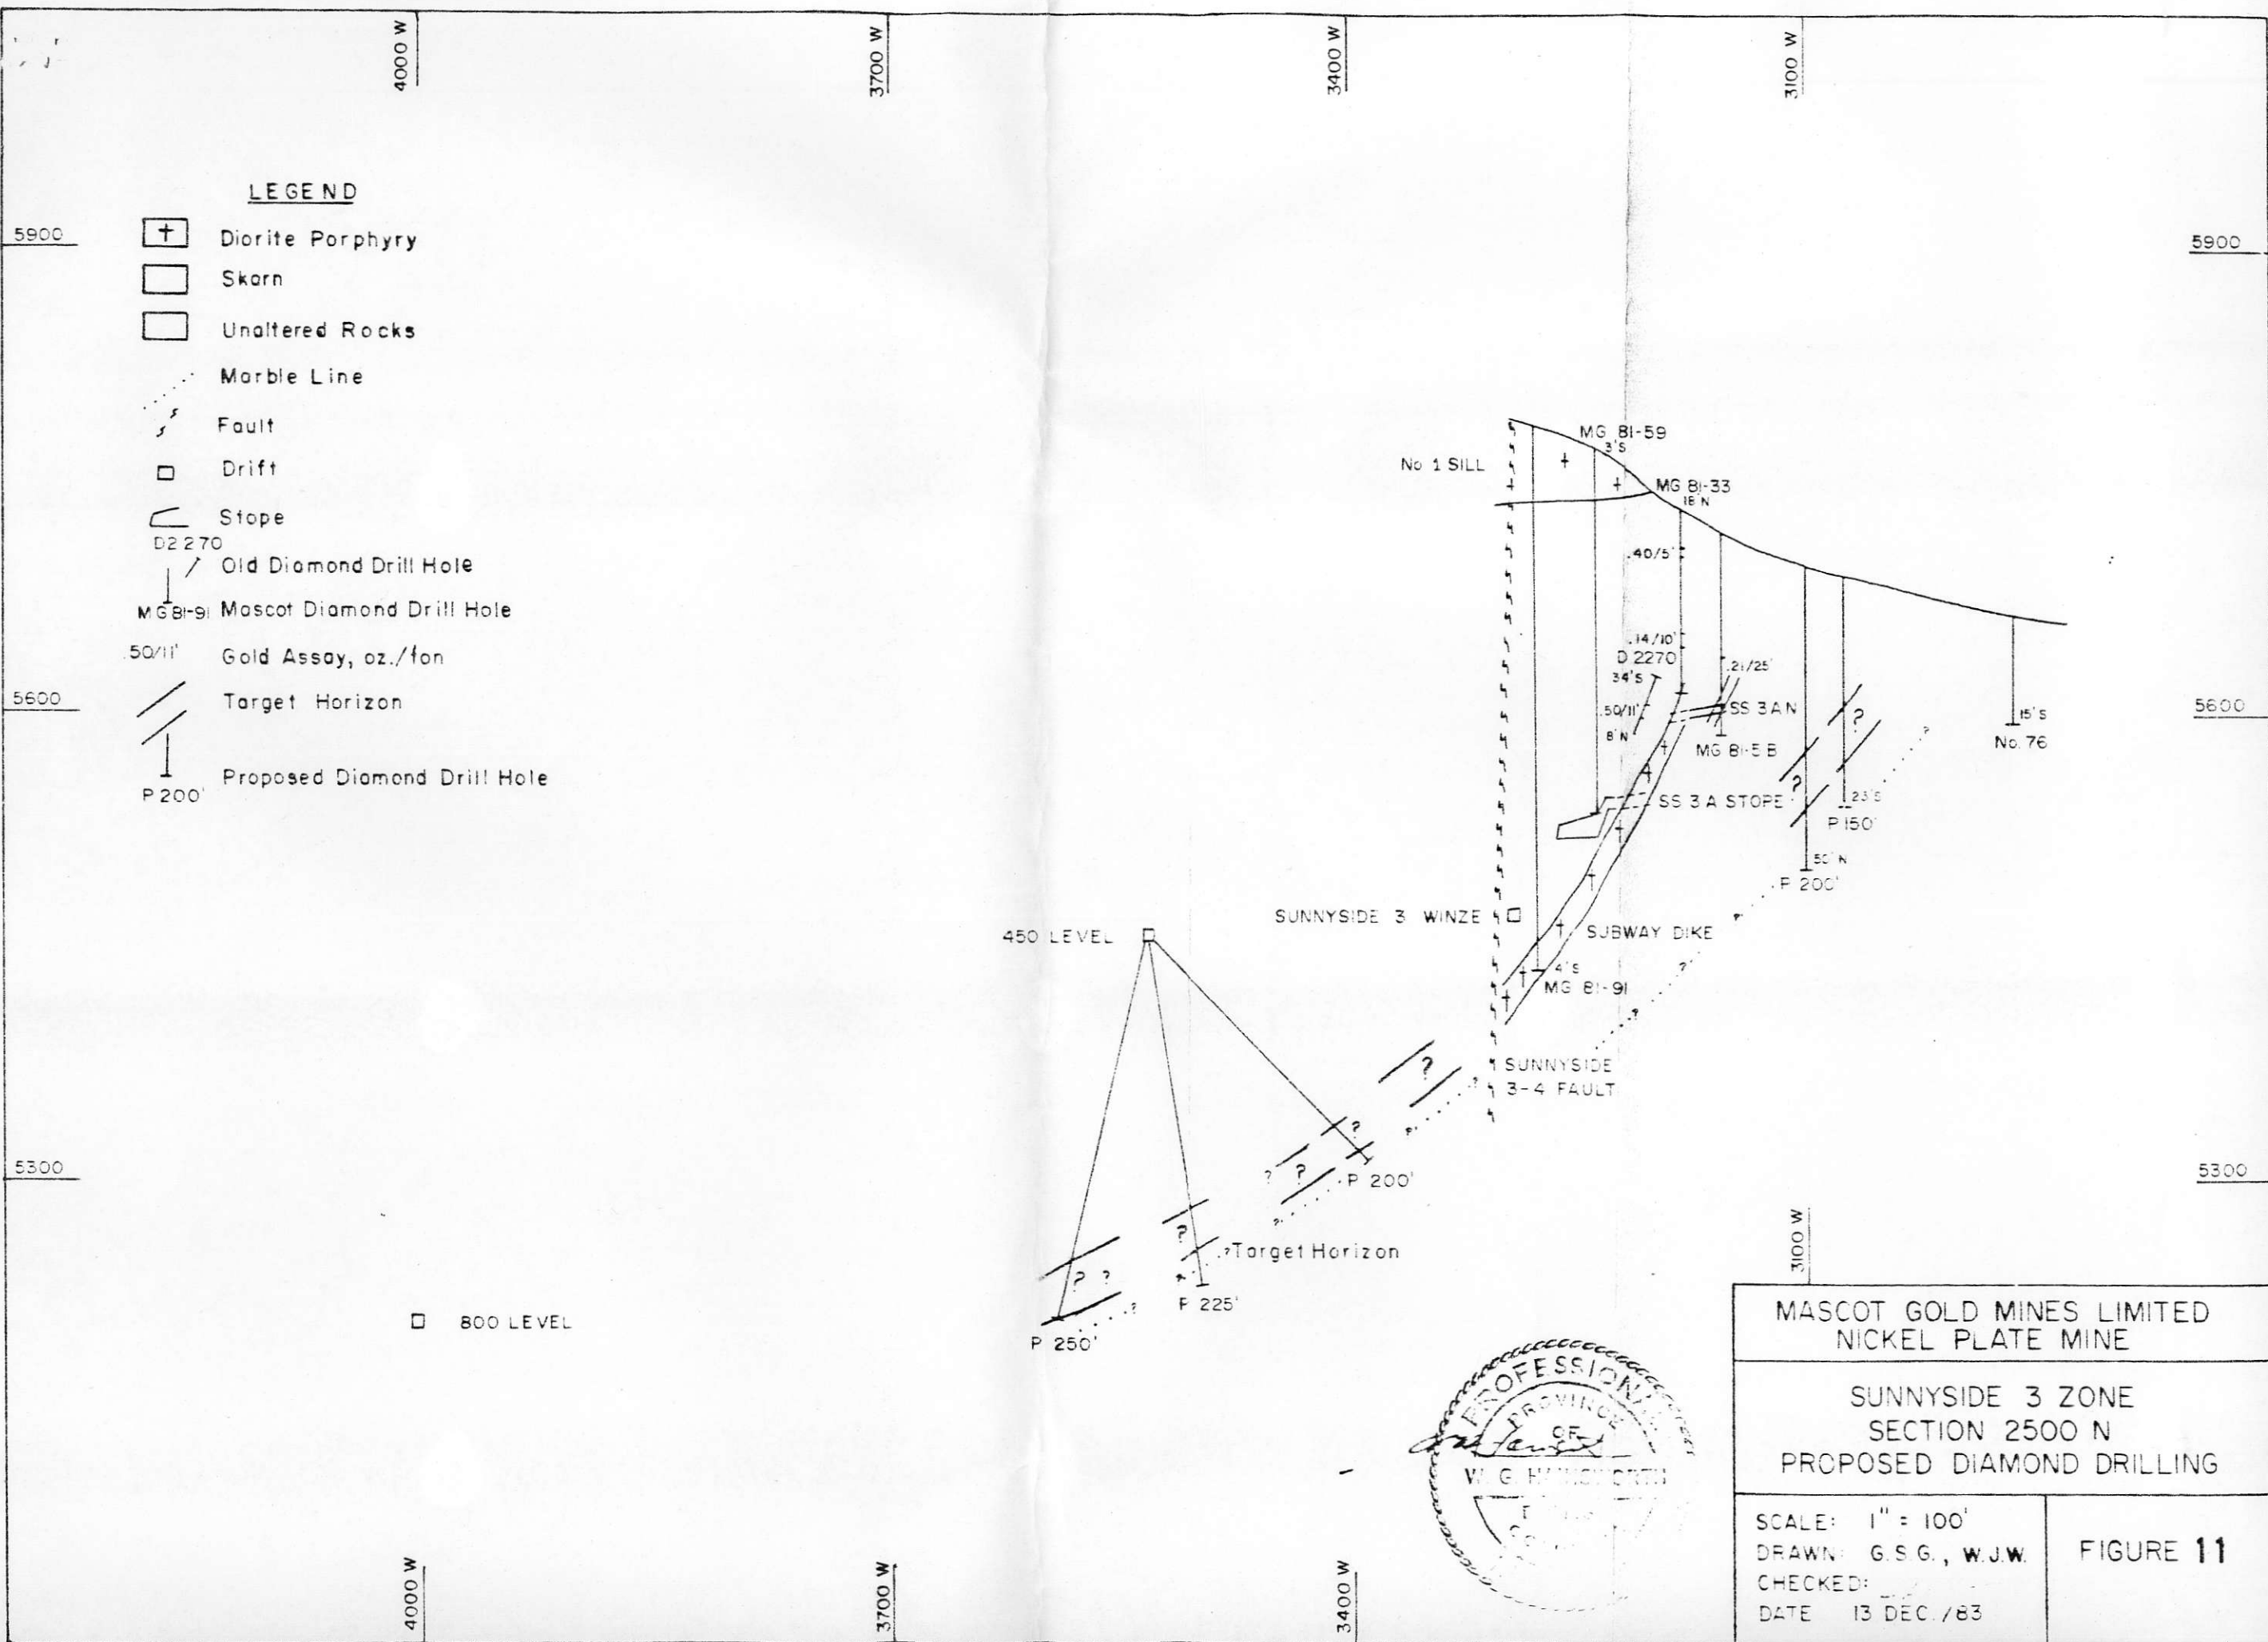 4000 W
3700 W
3400 W
3100 W
LEGEND
Diorite Porphyry
Skarn
Unaltered Rocks
Marble Line
Fault
Drift
Stope
D2270
Old Diamond Drill Hole
MG81-91 Mascot Diamond Drill Hole
.50/11' Gold Assay, oz./ton
Target Horizon
Proposed Diamond Drill Hole
P 200'
5900
5900
5600
5600
5300
5300
MG 81-59
3'S
No 1 SILL
MG 81-33
18'N
.40/5'
.14/10'
D 2270
34'S
.21/25'
.50/11'
8'N
SS 3 A N
MG 81-5B
SS 3 A STOPE
?
?
?
15'S
No. 76
23'S
P 150'
50'N
P 200'
SUNNYSIDE 3 WINZE
450 LEVEL
SUBWAY DIKE
?
?
4'S
MG 81-91
?
SUNNYSIDE
3-4 FAULT
?
?
?
?
? ?
P 200'
?
?
? Target Horizon
?
? ?
?
P 225'
P 250'
800 LEVEL
3100 W
MASCOT GOLD MINES LIMITED
NICKEL PLATE MINE
SUNNYSIDE 3 ZONE
SECTION 2500 N
PROPOSED DIAMOND DRILLING
SCALE: 1" = 100'
DRAWN: G.S.G., W.J.W.
CHECKED:
DATE 13 DEC./83
FIGURE 11
PROFESSIONAL
PROVINCE
OF
W. G.
4000 W
3700 W
3400 W